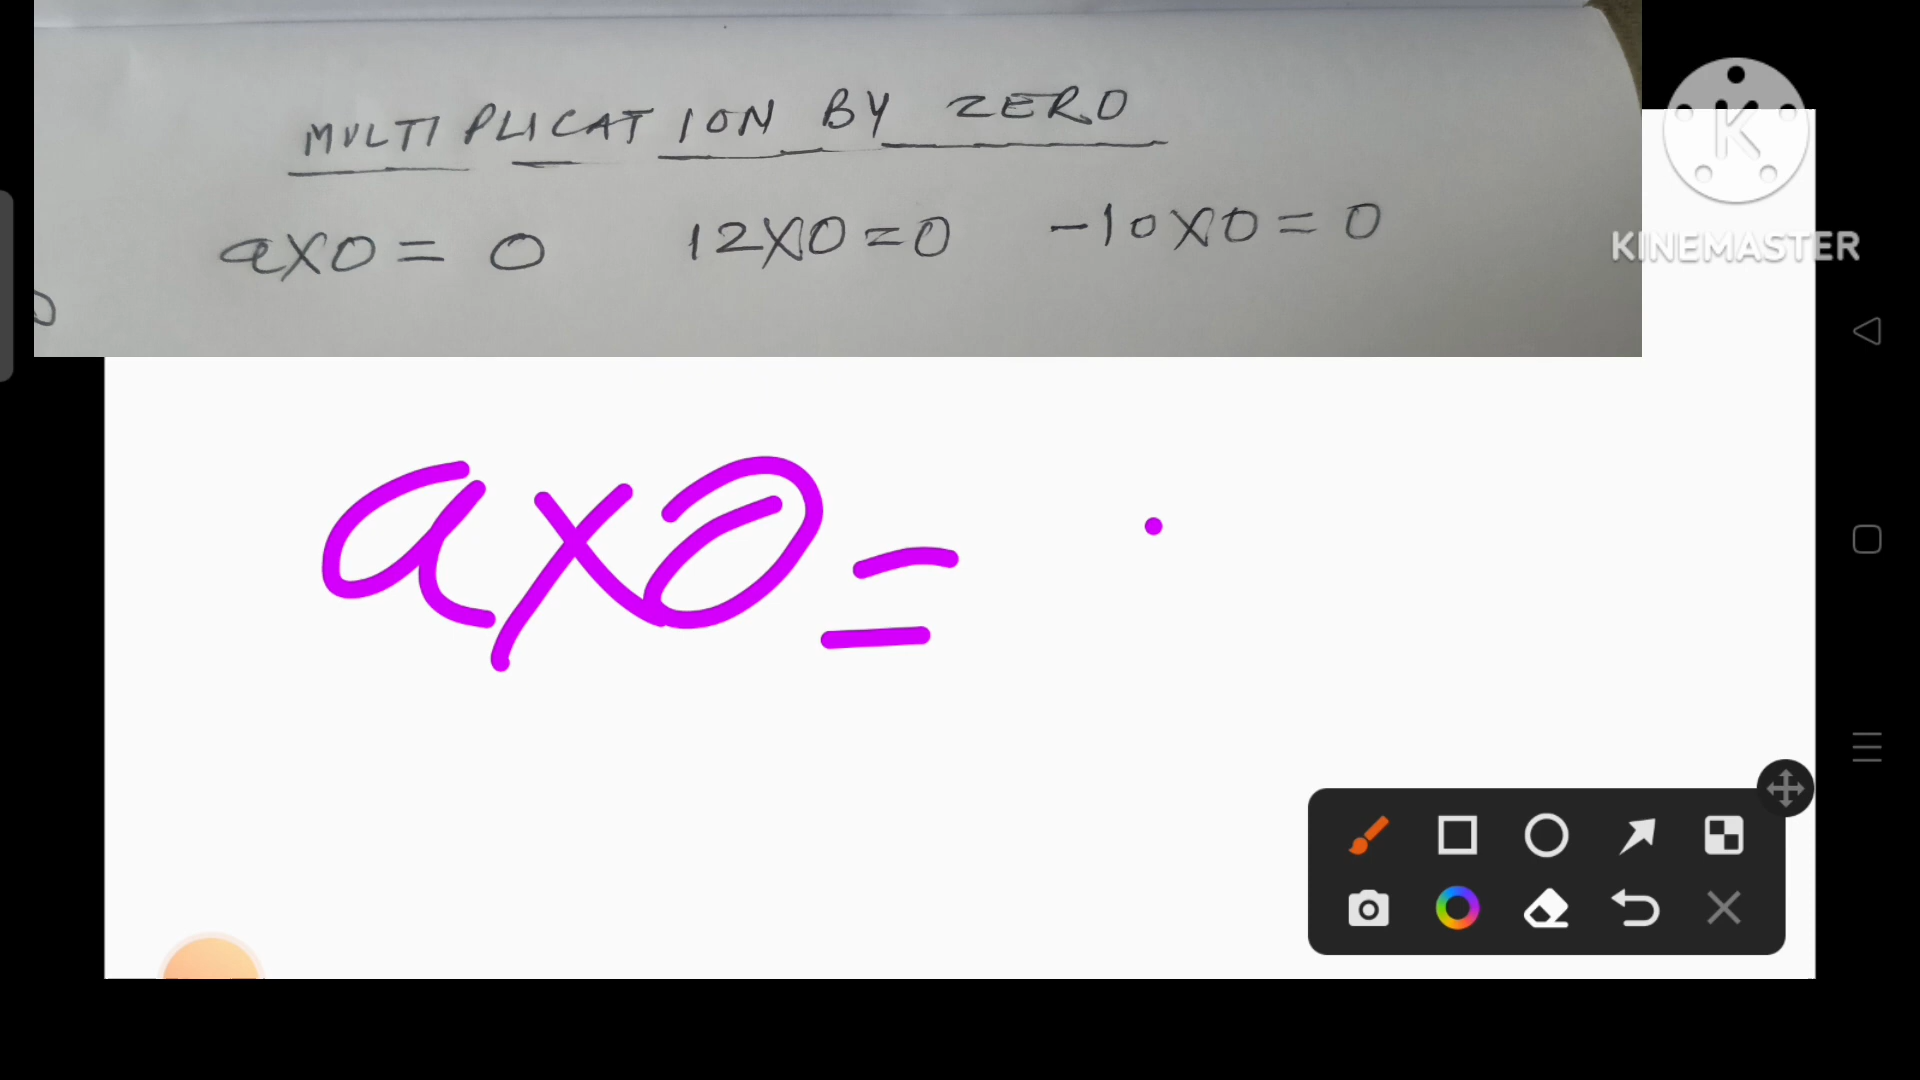 MULTIPLICATION BY ZERO
a×0 = 0 12×0=0 -10×0=0
K
KINEMASTER
a×0=